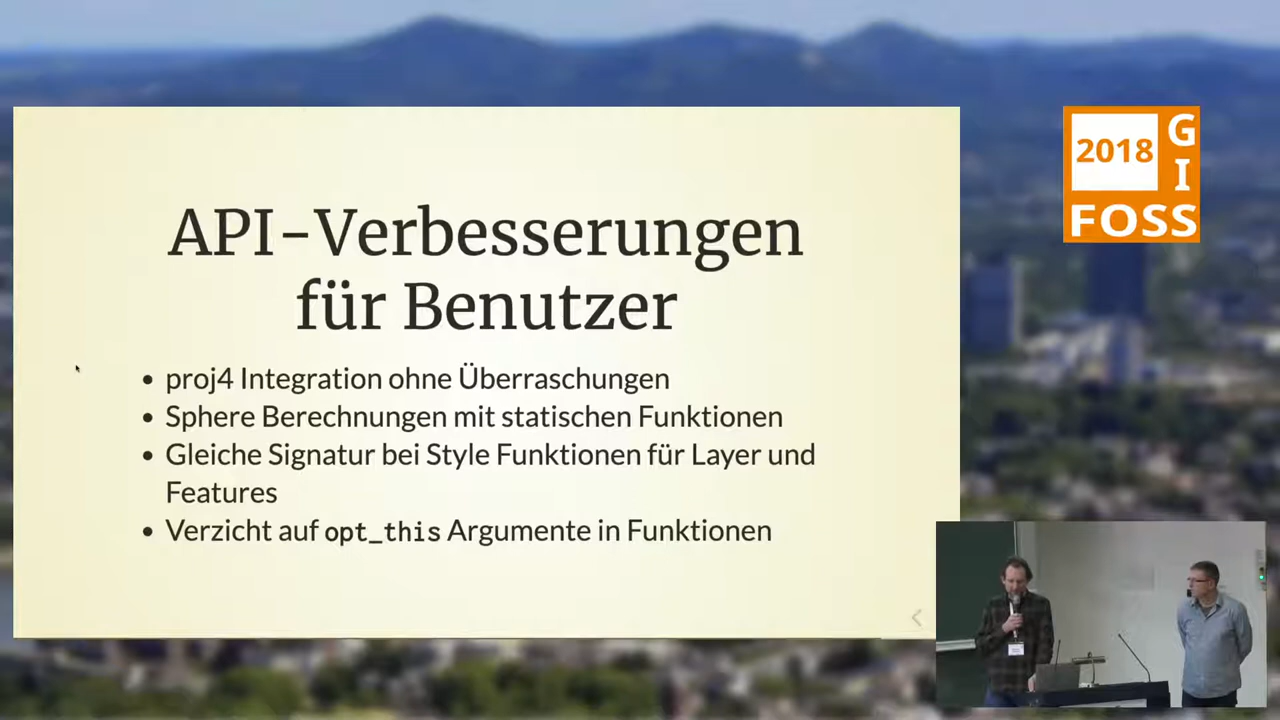 API-Verbesserungen
für Benutzer
proj4 Integration ohne Überraschungen
Sphere Berechnungen mit statischen Funktionen
Gleiche Signatur bei Style Funktionen für Layer und
Features
Verzicht auf opt_this Argumente in Funktionen
2018
G
I
FOSS